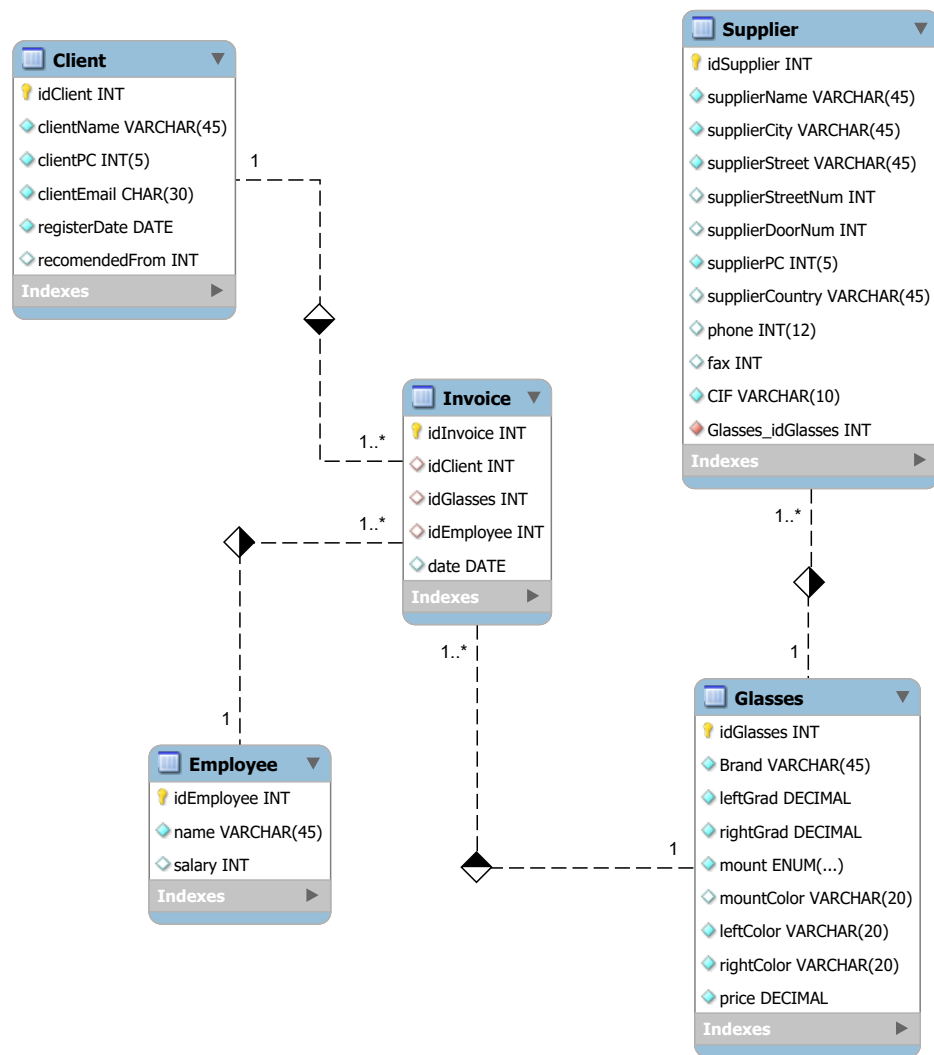 Client
idClient INT
clientName VARCHAR(45)
clientPC INT(5)
clientEmail CHAR(30)
registerDate DATE
recomendedFrom INT
Indexes
1
1..*
Supplier
idSupplier INT
supplierName VARCHAR(45)
supplierCity VARCHAR(45)
supplierStreet VARCHAR(45)
supplierStreetNum INT
supplierDoorNum INT
supplierPC INT(5)
supplierCountry VARCHAR(45)
phone INT(12)
fax INT
CIF VARCHAR(10)
Glasses_idGlasses INT
Indexes
1..*
1
Invoice
idInvoice INT
idClient INT
idGlasses INT
idEmployee INT
date DATE
Indexes
1..*
1
1..*
1
Employee
idEmployee INT
name VARCHAR(45)
salary INT
Indexes
Glasses
idGlasses INT
Brand VARCHAR(45)
leftGrad DECIMAL
rightGrad DECIMAL
mount ENUM(...)
mountColor VARCHAR(20)
leftColor VARCHAR(20)
rightColor VARCHAR(20)
price DECIMAL
Indexes